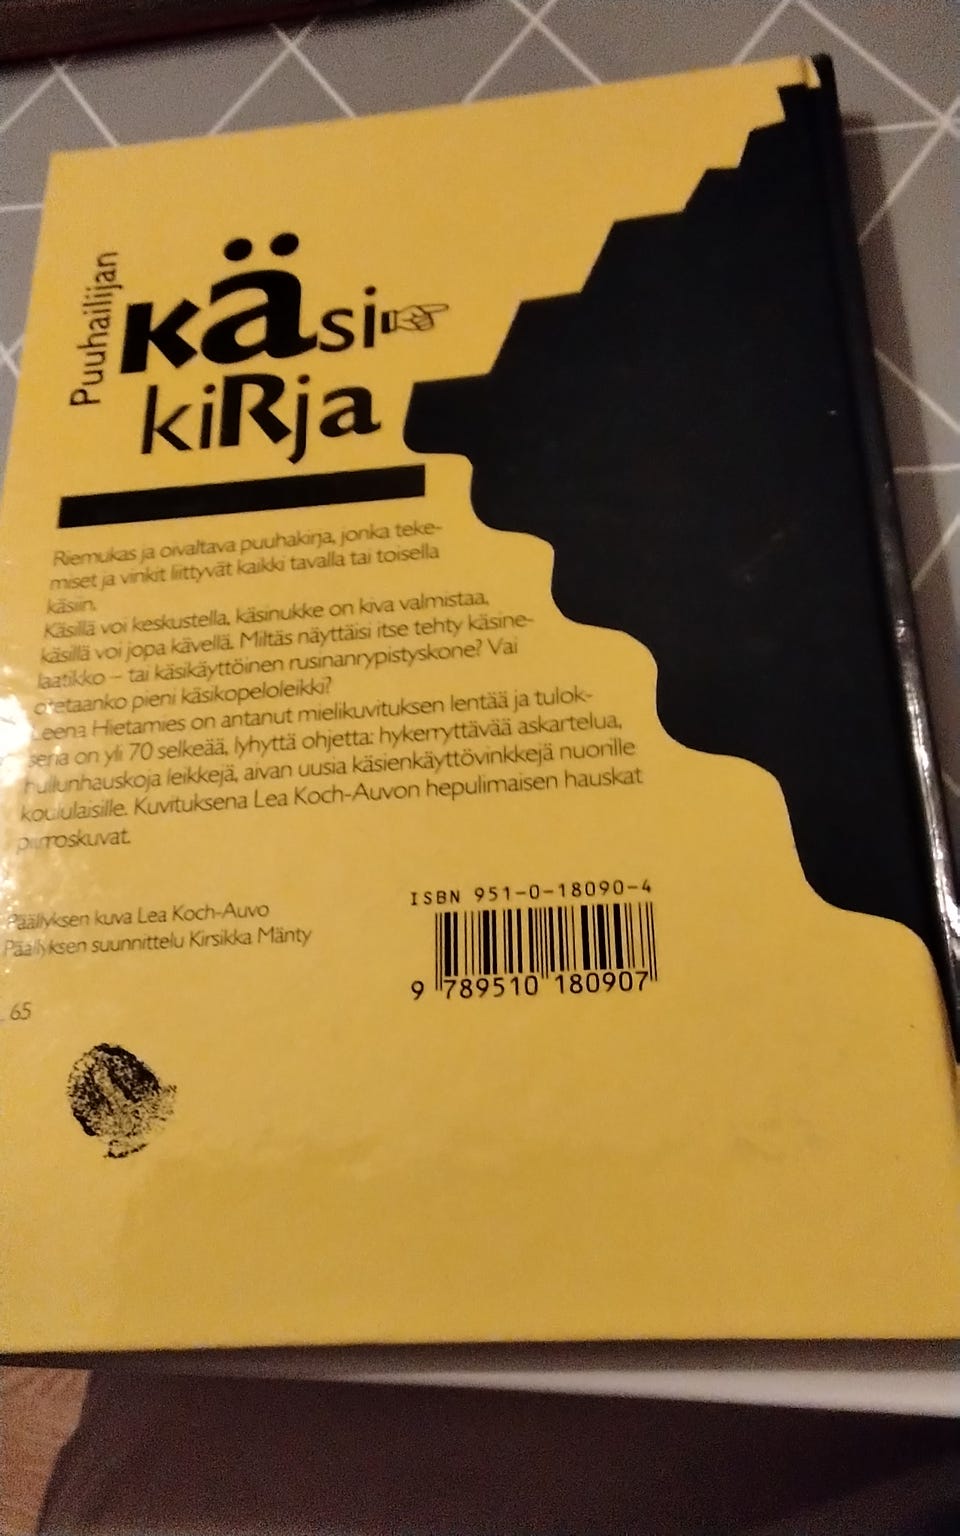 Puuhailijan
Käsi-
kiRja
Riemukas ja oivaltava puuhakirja, jonka teke-
miset ja vinkit liittyvät kaikki tavalla tai toisella
käsiin.
Käsillä voi keskustella, käsinukke on kiva valmistaa,
käsillä voi jopa kävellä. Miltäs näyttäisi itse tehty käsine-
laatikko – tai käsikäyttöinen rusinanrypistyskone? Vai
otetaanko pieni käsikopeloleikki?
Leena Hietamies on antanut mielikuvituksen lentää ja tulok-
sena on yli 70 selkeää, lyhyttä ohjetta: hykerryttävää askartelua,
hullunhauskoja leikkejä, aivan uusia käsienkäyttövinkkejä nuorille
koululaisille. Kuvituksena Lea Koch-Auvon hepulimaisen hauskat
piirroskuvat.
Päällyksen kuva Lea Koch-Auvo
Päällyksen suunnittelu Kirsikka Mänty
ISBN 951-0-18090-4
9 789510 180907
65